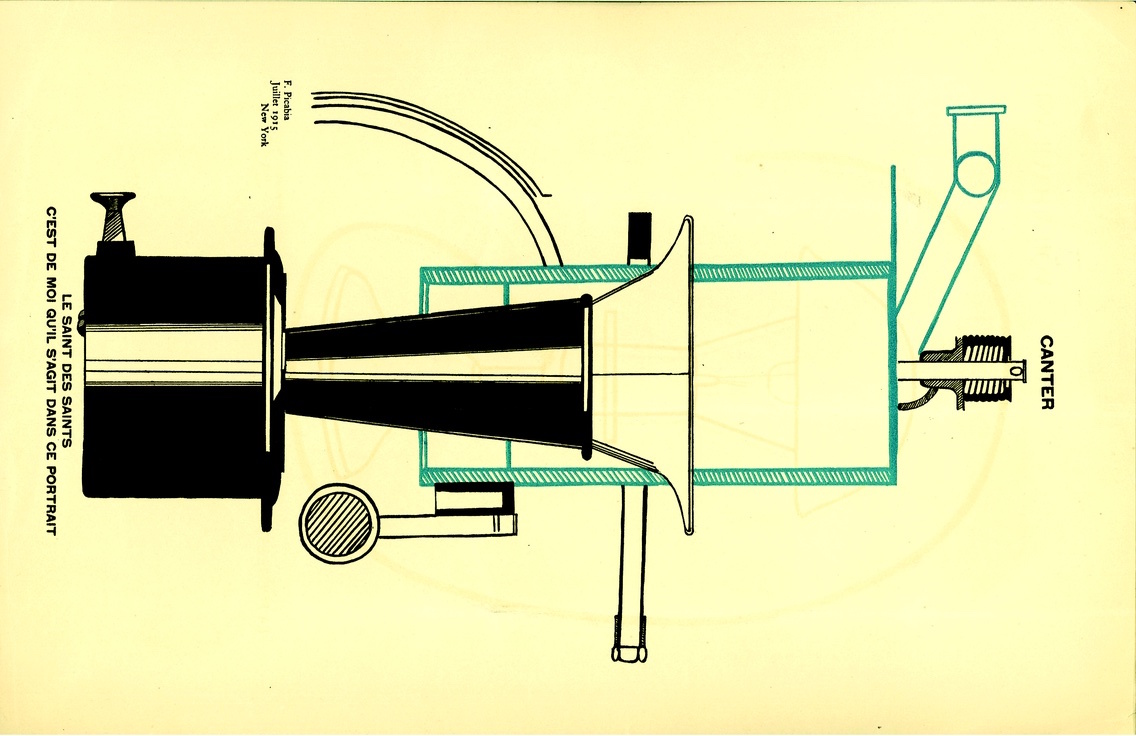 CANTER
F. Picabia
Juillet 1915
New York
LE SAINT DES SAINTS
C'EST DE MOI QU'IL S'AGIT DANS CE PORTRAIT